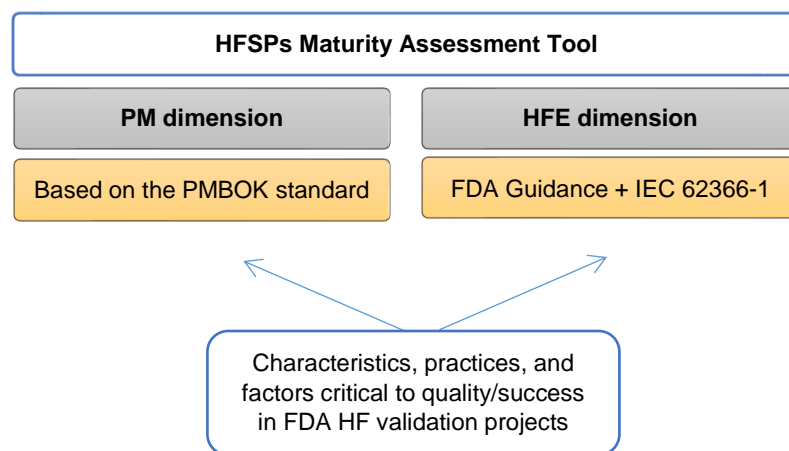 HFSPs Maturity Assessment Tool
PM dimension
HFE dimension
Based on the PMBOK standard
FDA Guidance + IEC 62366-1
Characteristics, practices, and
factors critical to quality/success
in FDA HF validation projects